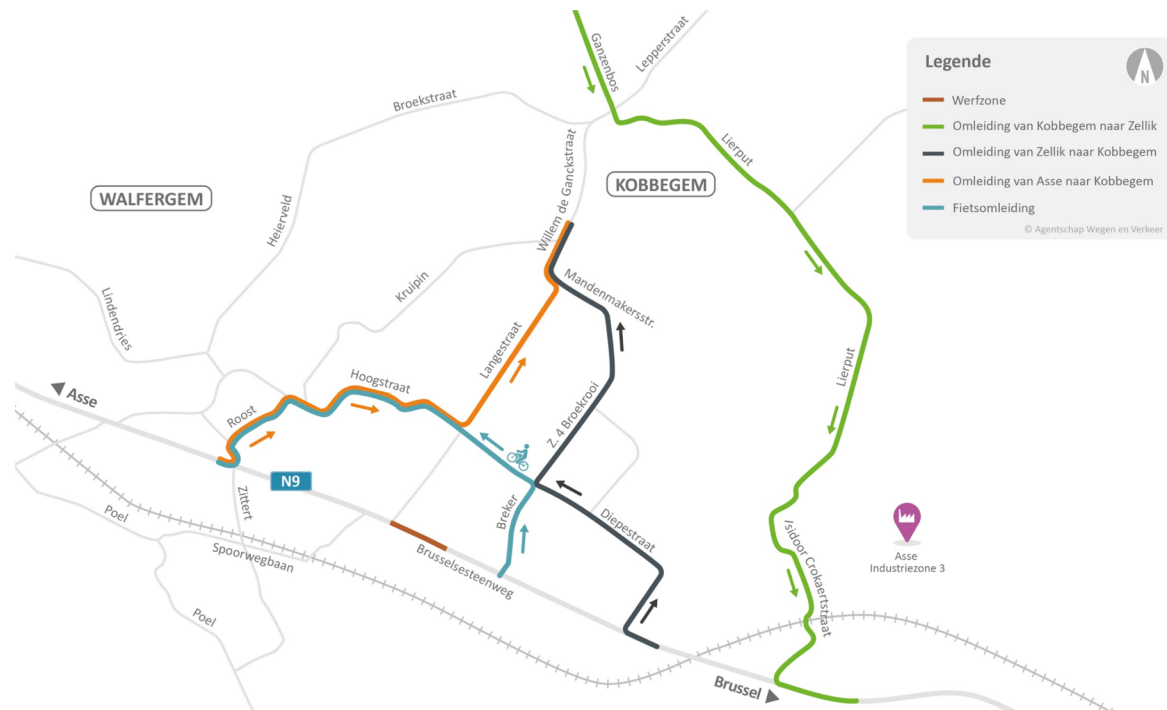 Legende
N
Werfzone
Omleiding van Kobbegem naar Zellik
Omleiding van Zellik naar Kobbegem
Omleiding van Asse naar Kobbegem
Fietsomleiding
© Agentschap Wegen en Verkeer
Ganzenbos
Lepperstraat
Broekstraat
Lierput
WALFERGEM
KOBBEGEM
Willem de Ganckstraat
Heierveld
Kruipin
Mandenmakersstr.
Lindendries
Langestraat
Lierput
Hoogstraat
Asse
Roost
Z. 4 Broekrooi
N9
Zittert
Breker
Diepestraat
Poel
Spoorwegbaan
Brusselsesteenweg
Isidoor Crokaertstraat
Asse
Industriezone 3
Poel
Brussel